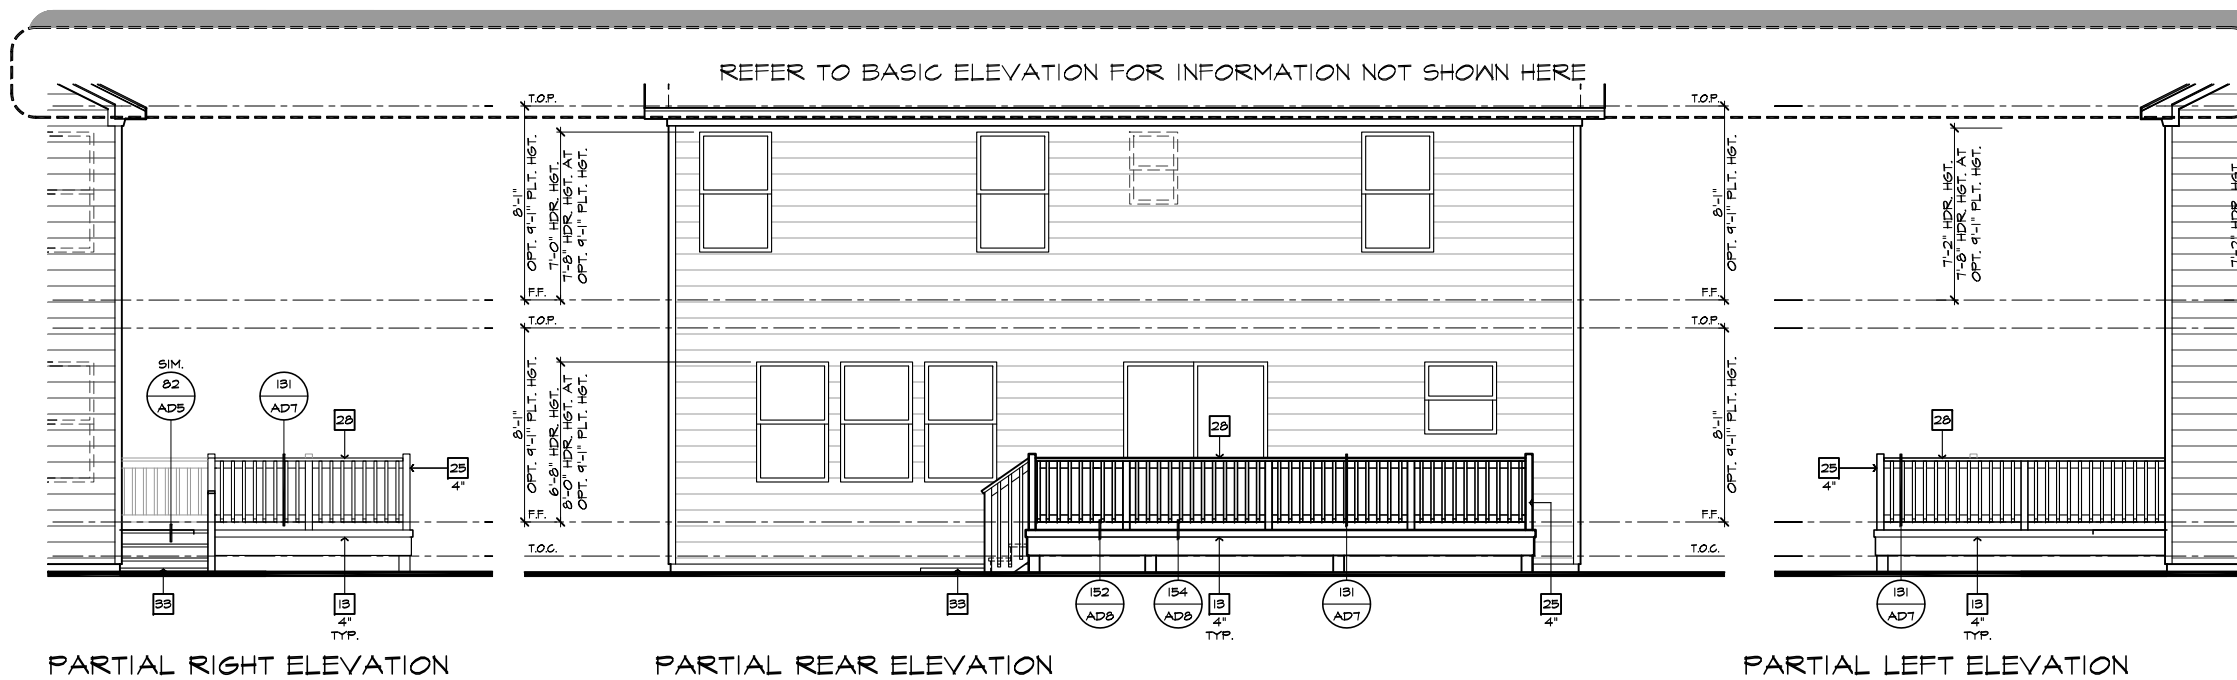 REFER TO BASIC ELEVATION FOR INFORMATION NOT SHOWN HERE
SIM.
82
AD5
131
AD7
28
25
4"
33
13
4"
TYP.
PARTIAL RIGHT ELEVATION
T.O.P.
8'-1"
OPT. 9'-1" PLT. HGT.
7'-0" HDR. HGT.
7'-8" HDR. HGT. AT
OPT. 9'-1" PLT. HGT.
F.F.
T.O.P.
8'-1"
OPT. 9'-1" PLT. HGT.
6'-8" HDR. HGT.
8'-0" HDR. HGT. AT
OPT. 9'-1" PLT. HGT.
F.F.
T.O.C.
28
33
152
AD8
154
AD8
13
4"
TYP.
131
AD7
25
4"
PARTIAL REAR ELEVATION
T.O.P.
8'-1"
OPT. 9'-1" PLT. HGT.
F.F.
T.O.P.
8'-1"
OPT. 9'-1" PLT. HGT.
F.F.
T.O.C.
7'-2" HDR. HGT.
7'-8" HDR. HGT. AT
OPT. 9'-1" PLT. HGT.
7'-2" HDR. HGT.
28
25
4"
131
AD7
13
4"
TYP.
PARTIAL LEFT ELEVATION